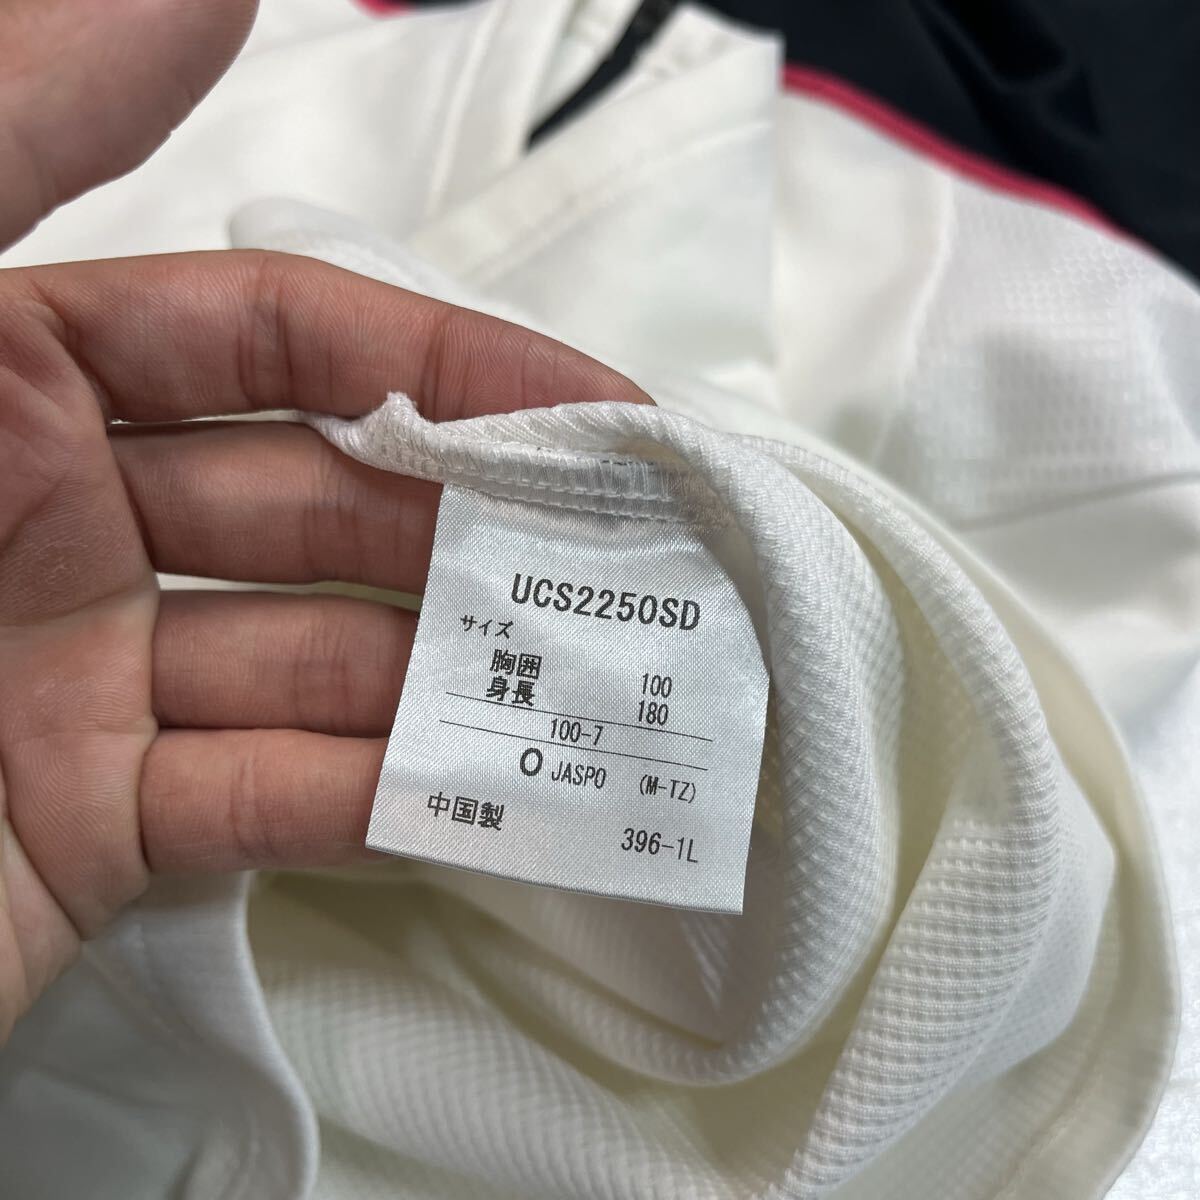 UCS2250SD
サイズ
胸囲 100
身長 180
100-7
O JASPO (M-TZ)
中国製 396-1L